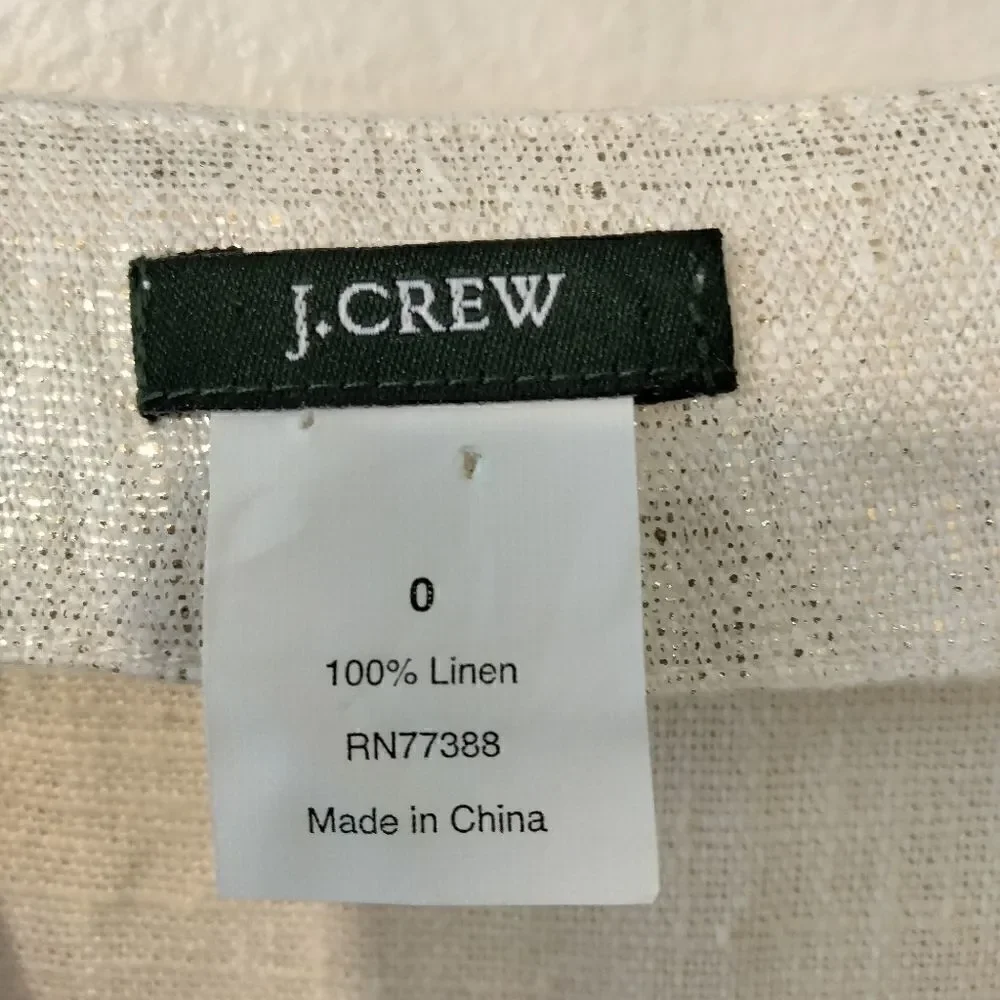 J.CREW
0
100% Linen
RN77388
Made in China